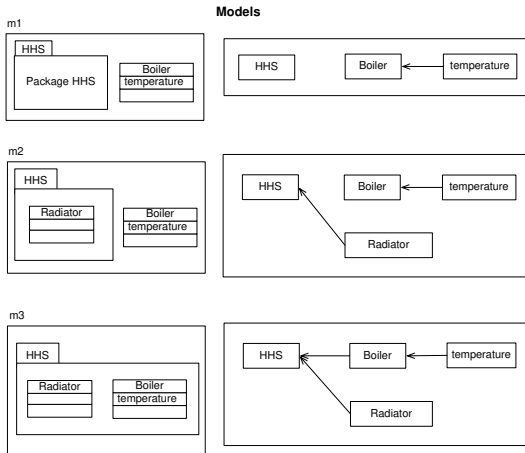 Models
m1
HHS
Package HHS
Boiler
temperature
HHS
Boiler
temperature
m2
HHS
Radiator
Boiler
temperature
HHS
Boiler
temperature
Radiator
m3
HHS
Radiator
Boiler
temperature
HHS
Boiler
temperature
Radiator